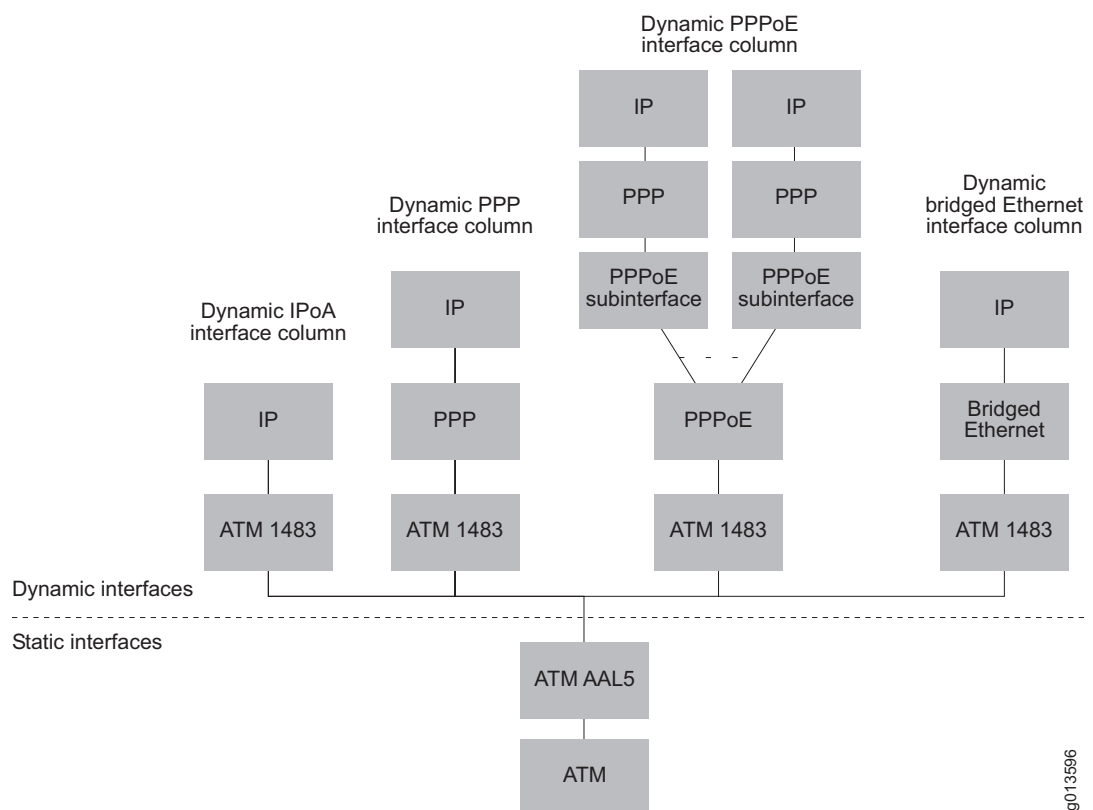 Dynamic PPPoE
interface column
IP
IP
PPP
PPP
Dynamic PPP
interface column
Dynamic
bridged Ethernet
interface column
PPPoE
subinterface
PPPoE
subinterface
Dynamic IPoA
interface column
IP
IP
IP
PPP
PPPoE
Bridged
Ethernet
ATM 1483
ATM 1483
ATM 1483
ATM 1483
Dynamic interfaces
Static interfaces
ATM AAL5
ATM
g013596